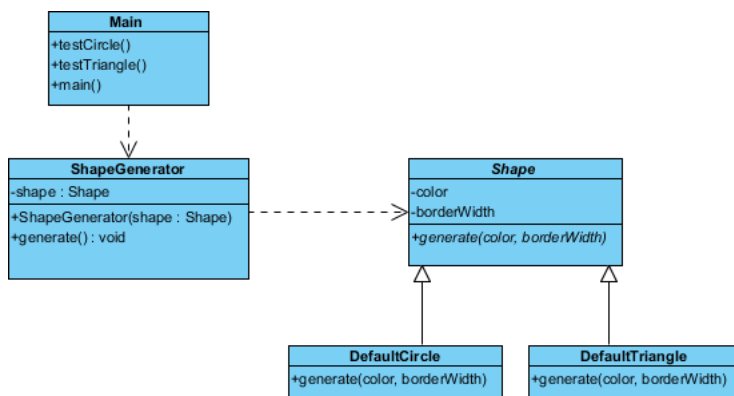 Main
+testCircle()
+testTriangle()
+main()
ShapeGenerator
-shape : Shape
+ShapeGenerator(shape : Shape)
+generate() : void
Shape
-color
-borderWidth
+generate(color, borderWidth)
DefaultCircle
+generate(color, borderWidth)
DefaultTriangle
+generate(color, borderWidth)